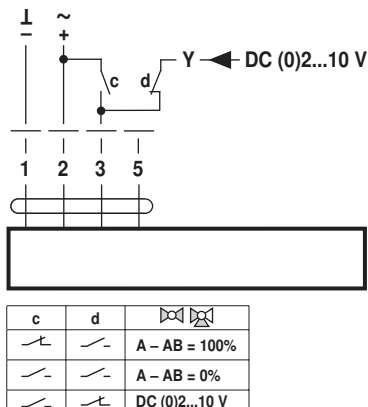 ⊥ ~
– +
c d Y DC (0)2...10 V
1 2 3 5
c d
A – AB = 100%
A – AB = 0%
DC (0)2...10 V